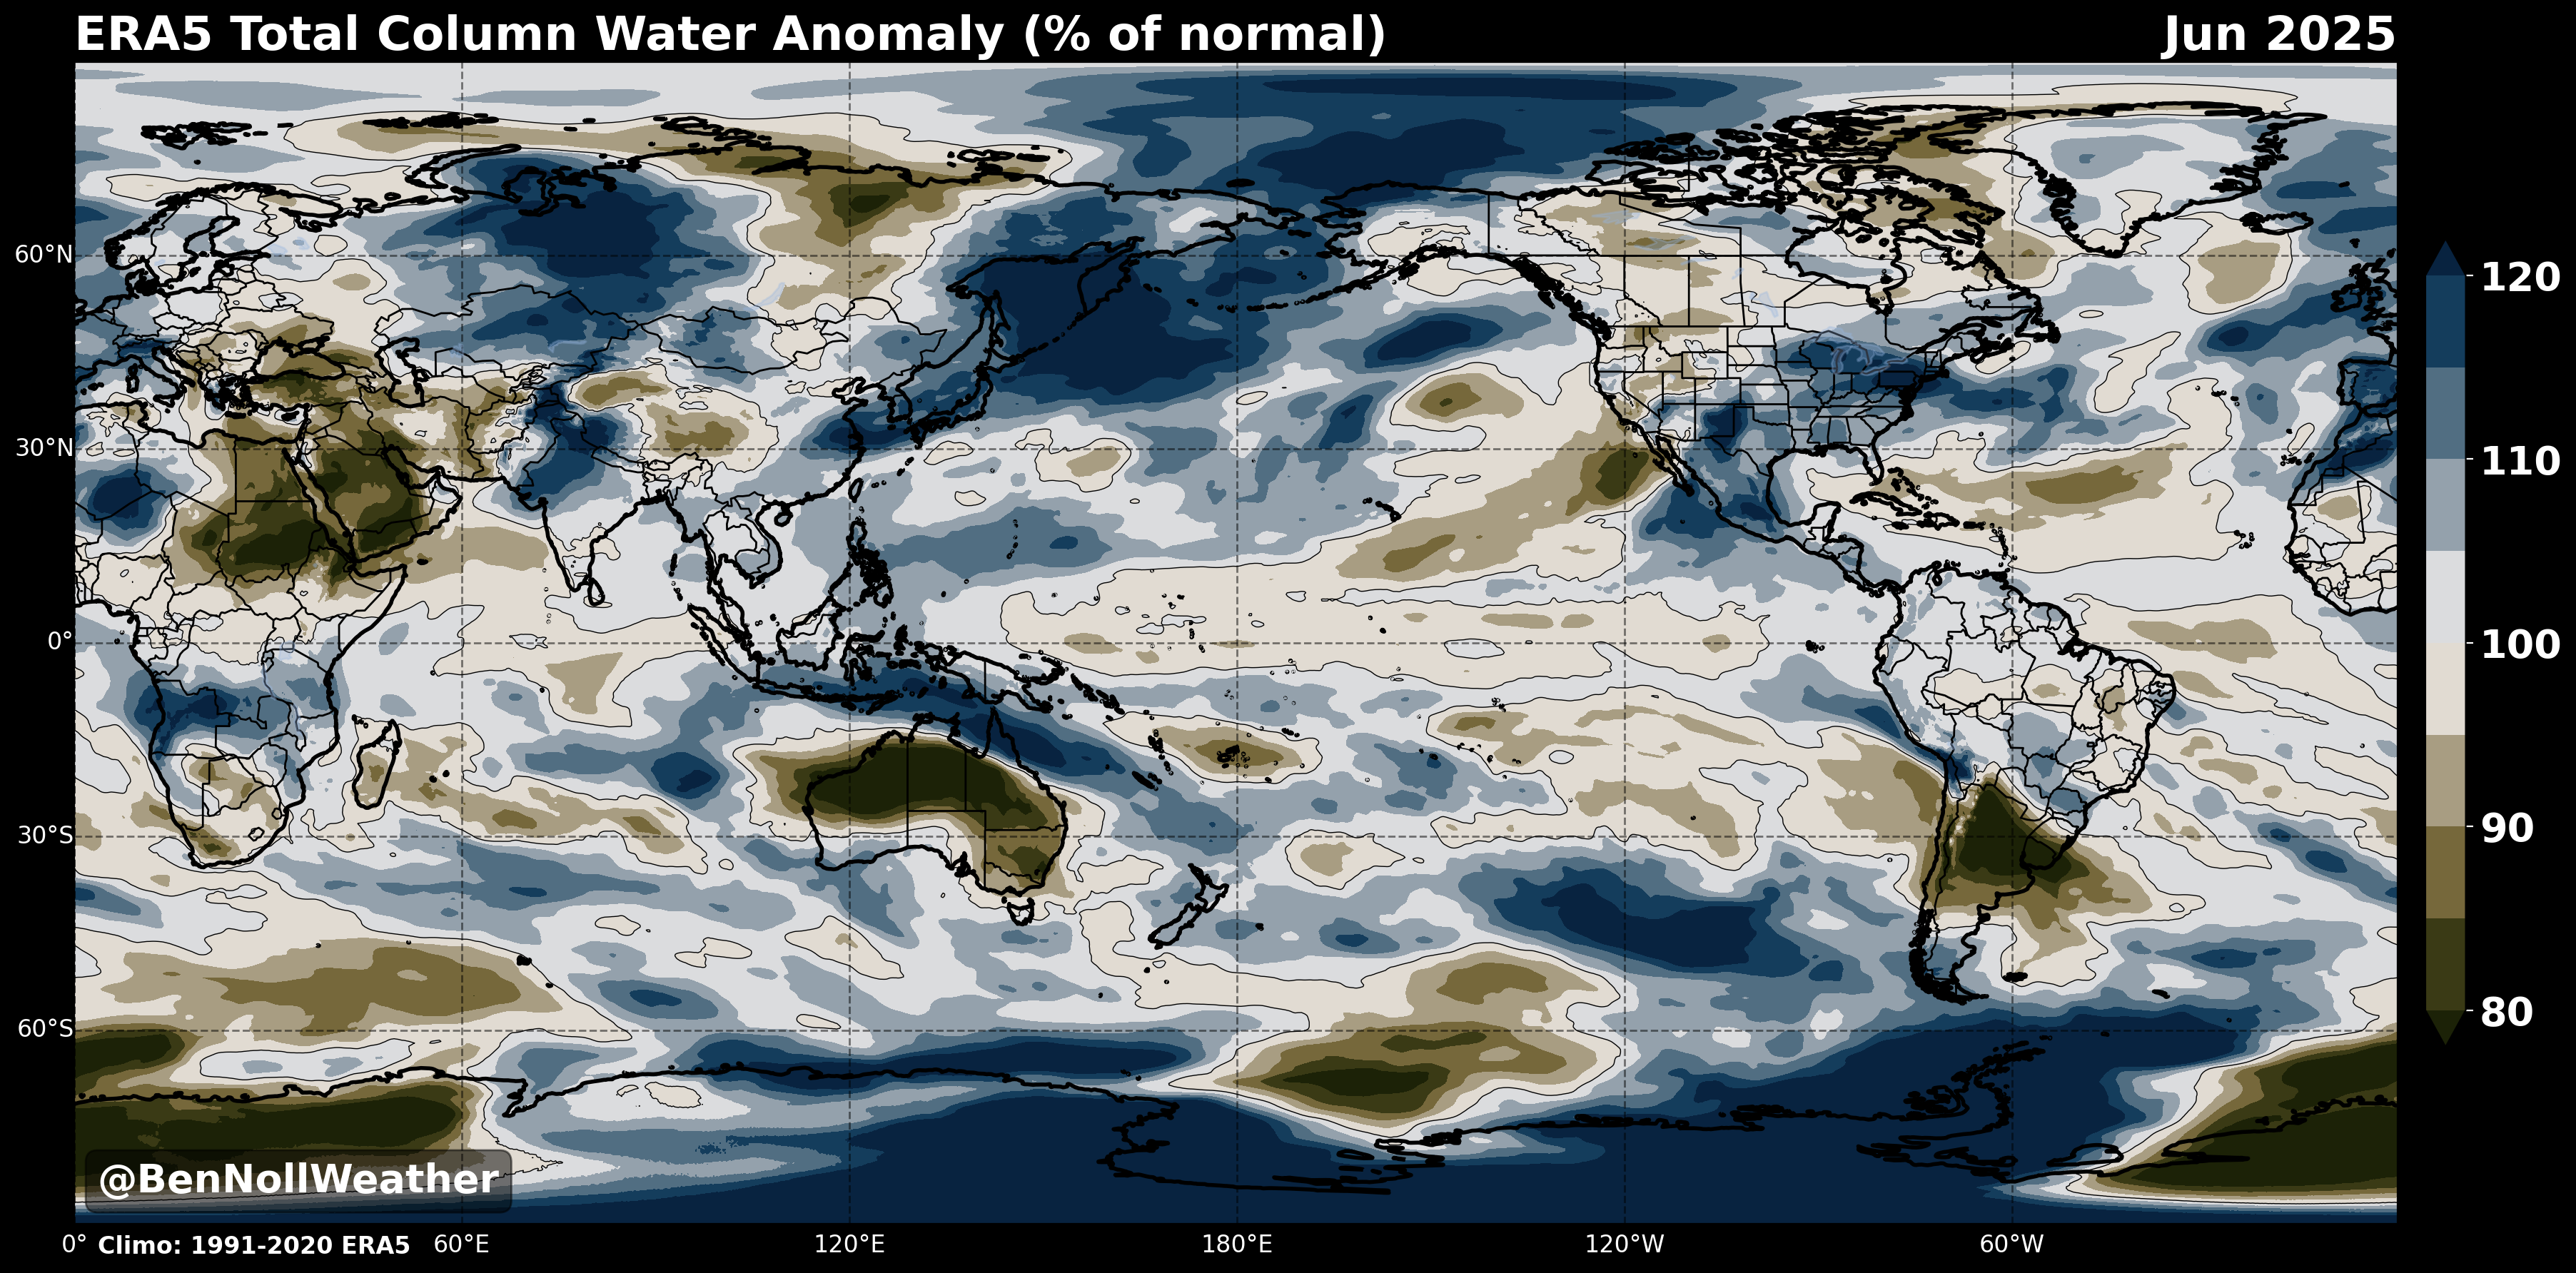 ERA5 Total Column Water Anomaly (% of normal) Jun 2025
60°N
30°N
0°
30°S
60°S
120
110
100
90
80
@BenNollWeather
0° 60°E 120°E 180°E 120°W 60°W
Climo: 1991-2020 ERA5